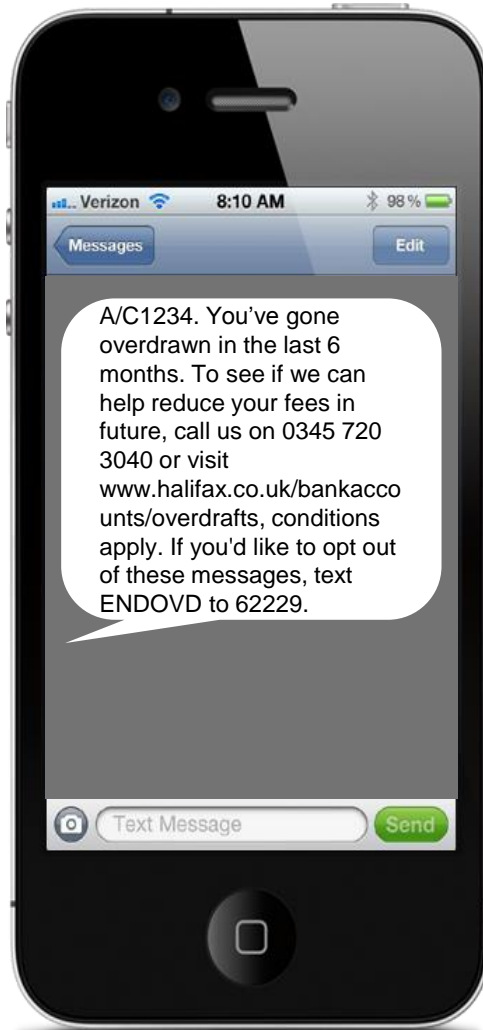 Verizon 8:10 AM 98%
Messages Edit
A/C1234. You’ve gone
overdrawn in the last 6
months. To see if we can
help reduce your fees in
future, call us on 0345 720
3040 or visit
www.halifax.co.uk/bankacco
unts/overdrafts, conditions
apply. If you'd like to opt out
of these messages, text
ENDOVD to 62229.
Text Message Send